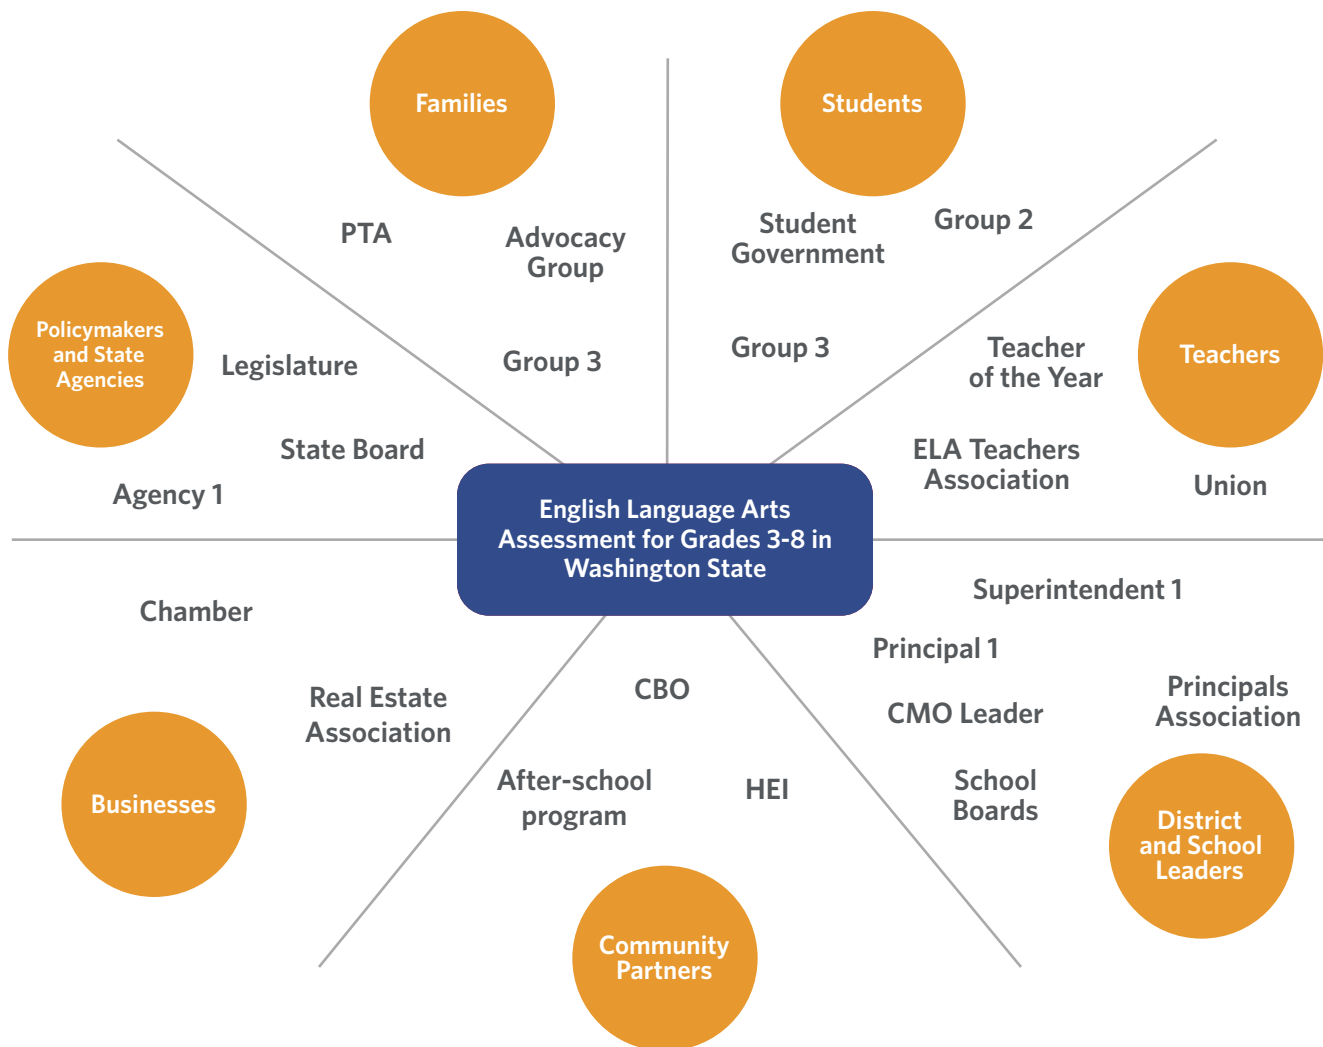 Families
Students
PTA
Advocacy
Group
Group 3
Student
Government
Group 2
Group 3
Policymakers
and State
Agencies
Legislature
State Board
Agency 1
Teacher
of the Year
Teachers
ELA Teachers
Association
Union
English Language Arts
Assessment for Grades 3-8 in
Washington State
Chamber
Real Estate
Association
Businesses
CBO
After-school
program
HEI
Community
Partners
Superintendent 1
Principal 1
CMO Leader
Principals
Association
School
Boards
District
and School
Leaders